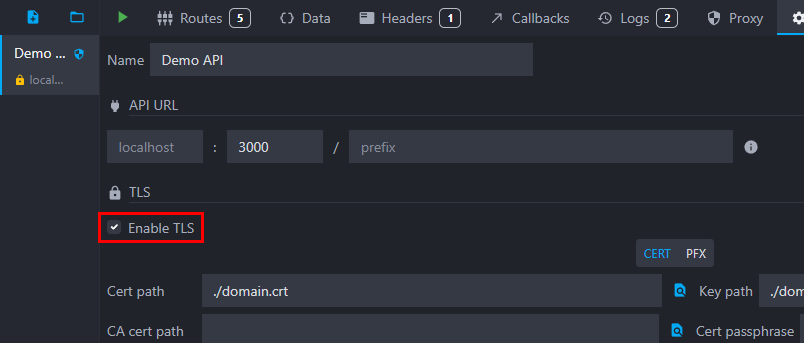 Routes 5 Data Headers 1 Callbacks Logs 2 Proxy
Demo ...
local...
Name Demo API
API URL
localhost : 3000 / prefix
TLS
Enable TLS
CERT PFX
Cert path ./domain.crt Key path ./dom
CA cert path Cert passphrase